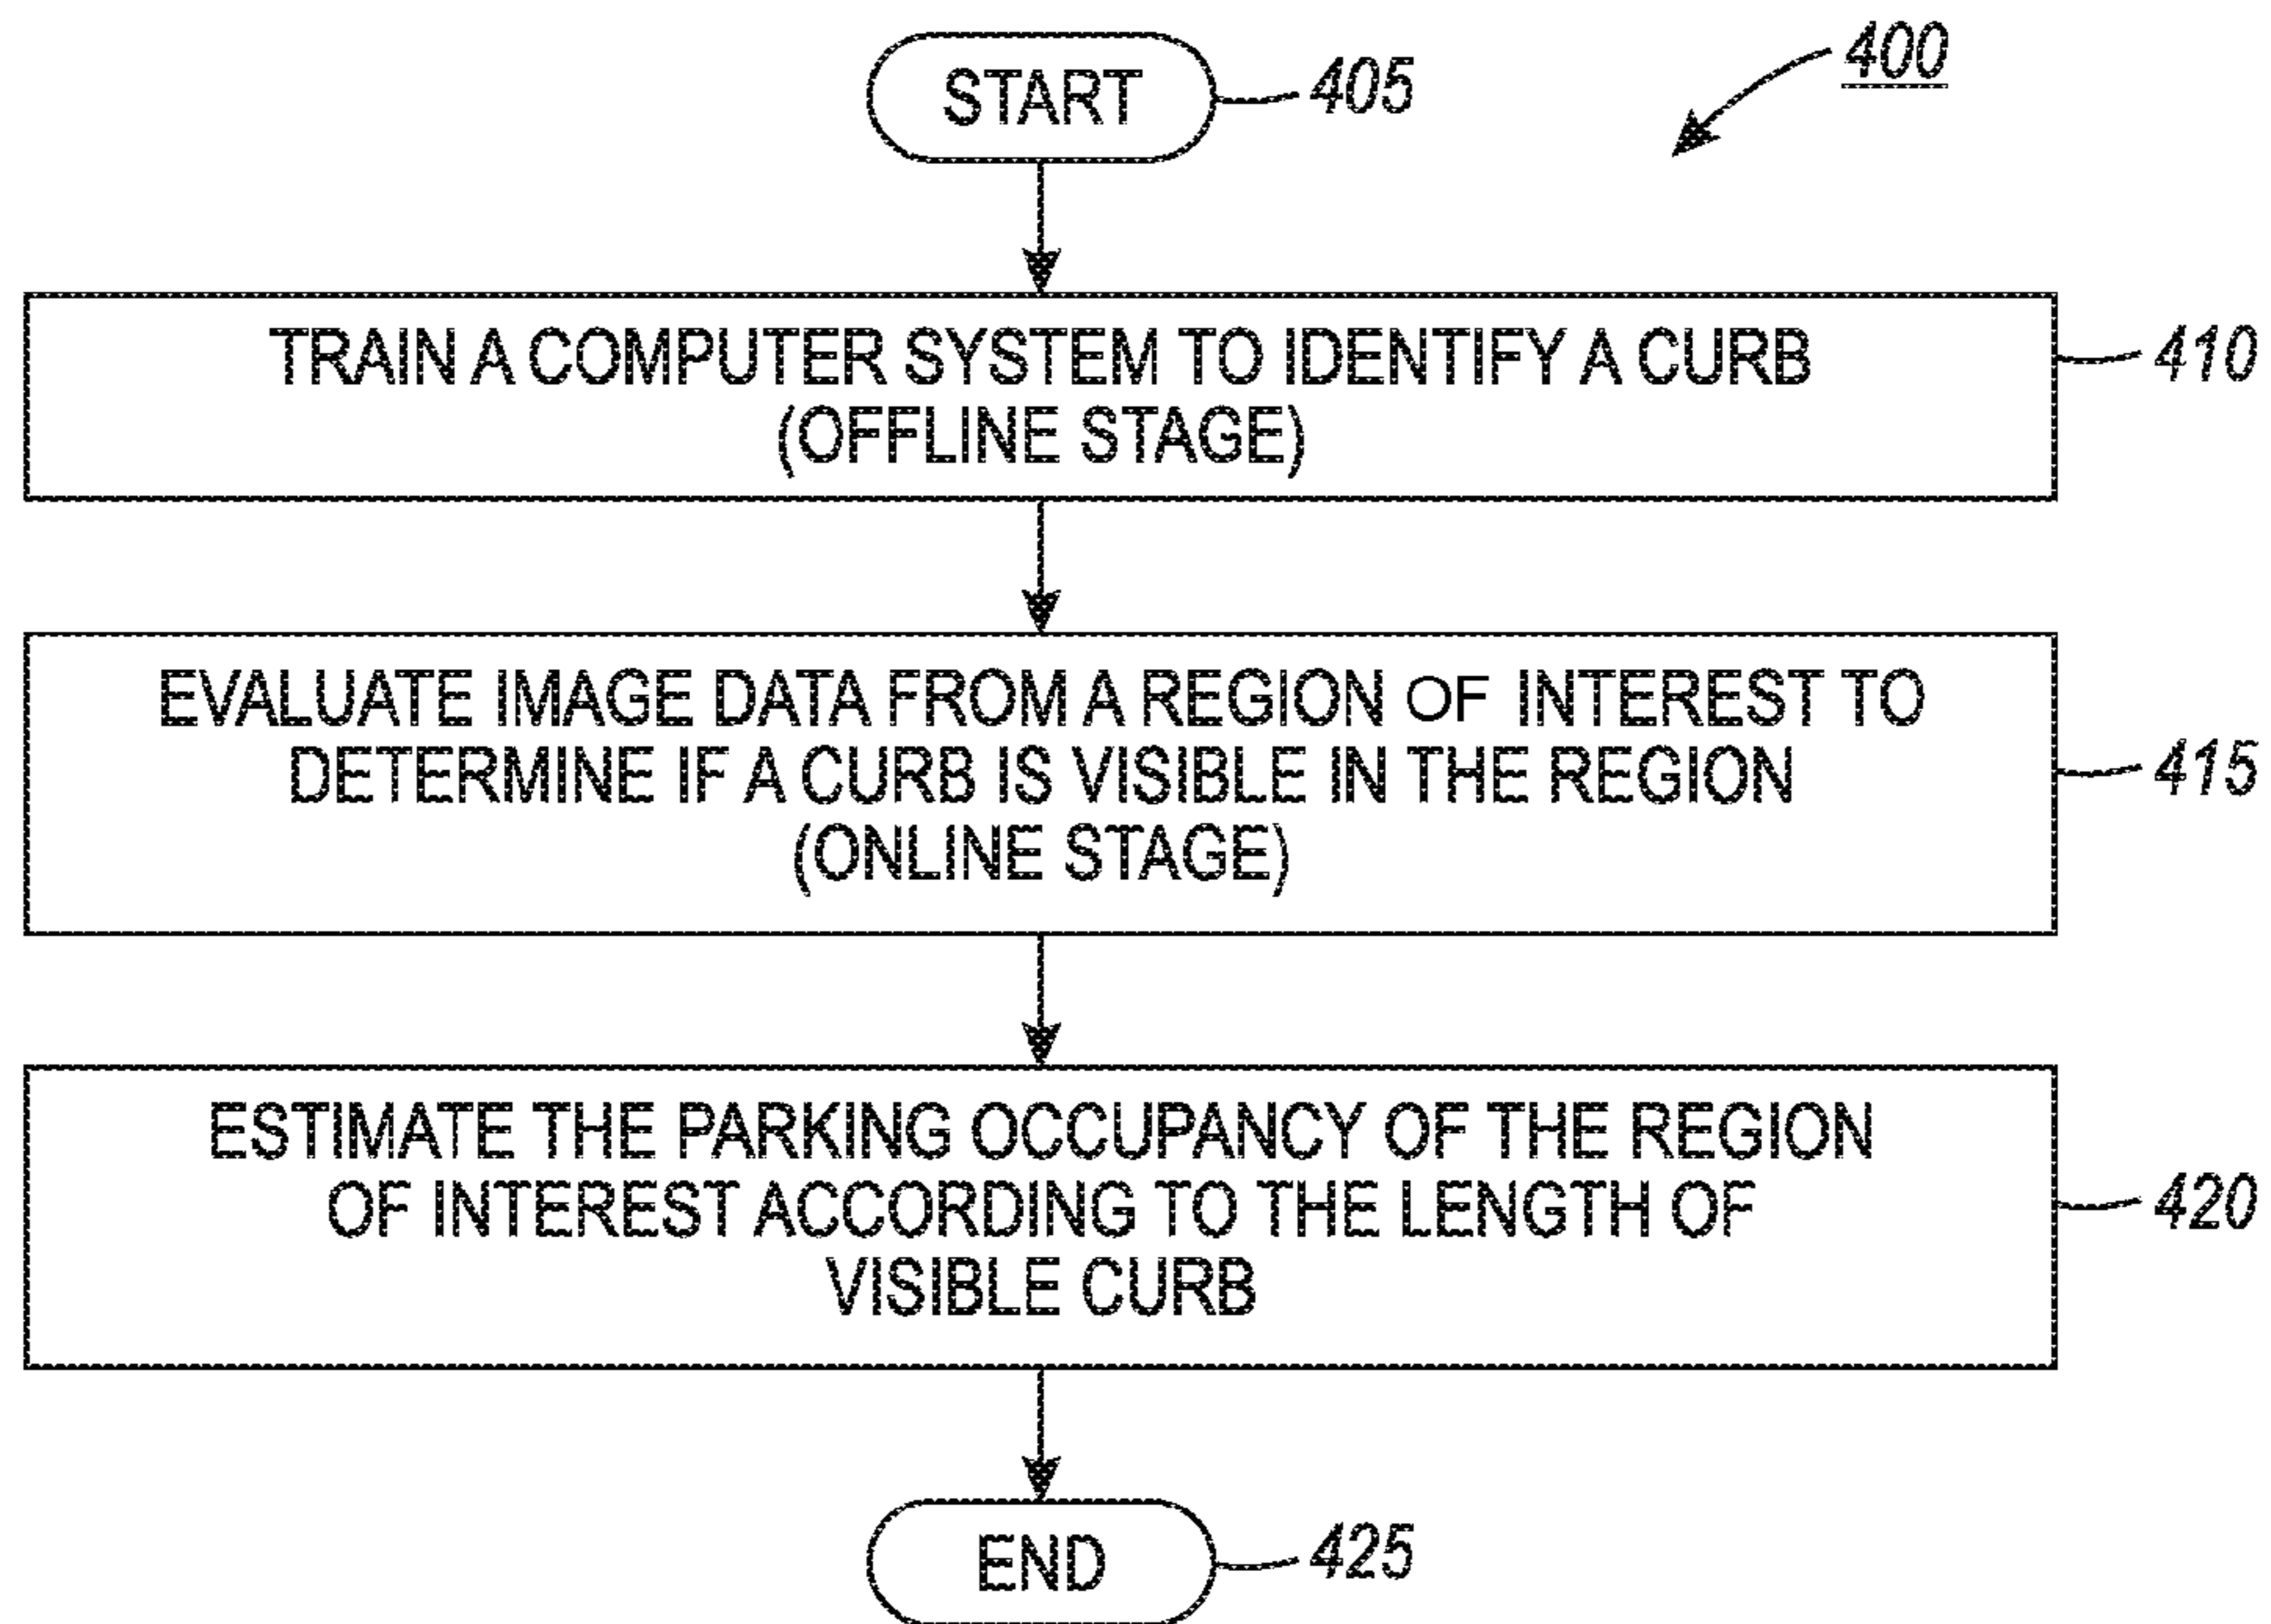 400
START
405
TRAIN A COMPUTER SYSTEM TO IDENTIFY A CURB
(OFFLINE STAGE)
410
EVALUATE IMAGE DATA FROM A REGION OF INTEREST TO
DETERMINE IF A CURB IS VISIBLE IN THE REGION
(ONLINE STAGE)
415
ESTIMATE THE PARKING OCCUPANCY OF THE REGION
OF INTEREST ACCORDING TO THE LENGTH OF
VISIBLE CURB
420
END
425